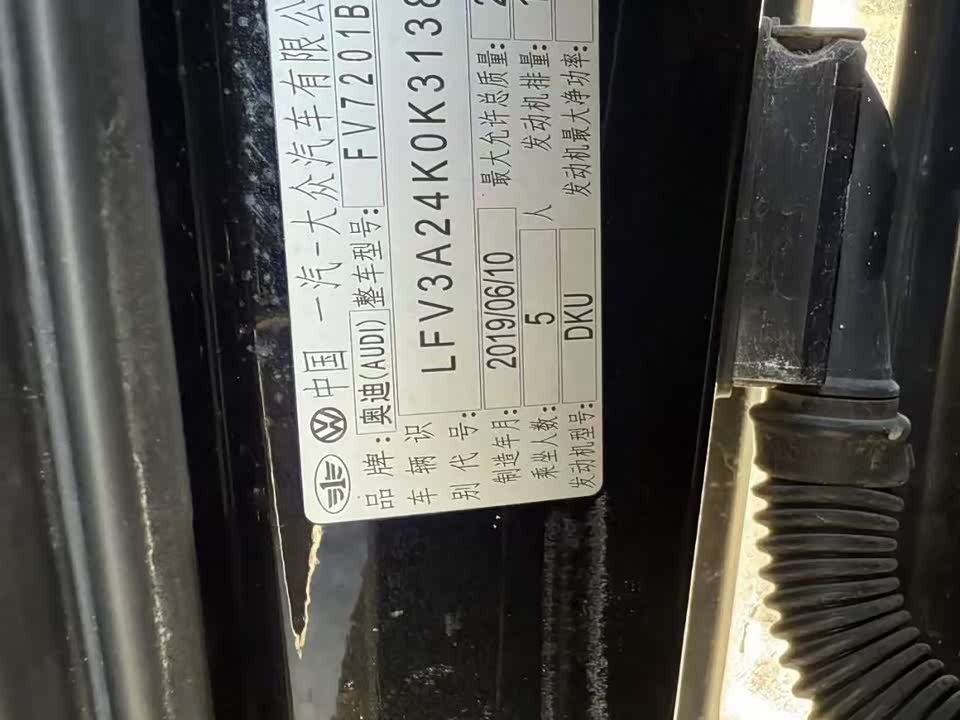 中国 一汽-大众汽车有限公
品牌: 奥迪(AUDI) 整车型号: FV7201B
车辆识别代号: LFV3A24K0K3138
制造年月: 2019/06/10 最大允许总质量: 2
乘坐人数: 5 人 发动机排量:
发动机型号: DKU 发动机最大净功率: